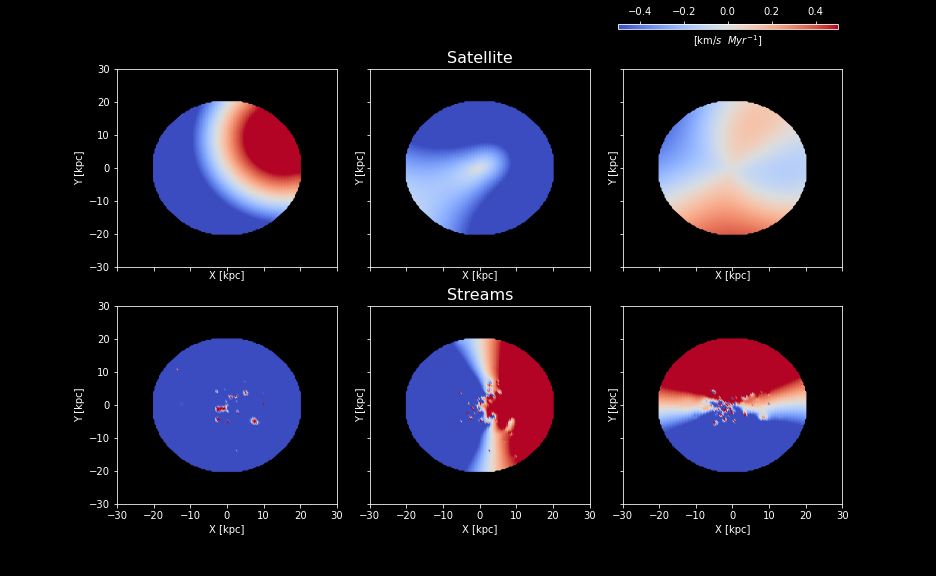 −0.4 −0.2 0.0 0.2 0.4
[km/s Myr⁻¹]
Satellite
30
20
10
0
−10
−20
−30
Y [kpc]
Y [kpc]
Y [kpc]
X [kpc]
X [kpc]
X [kpc]
Streams
30
20
10
0
−10
−20
−30
Y [kpc]
Y [kpc]
Y [kpc]
−30 −20 −10 0 10 20 30
−30 −20 −10 0 10 20 30
−30 −20 −10 0 10 20 30
X [kpc]
X [kpc]
X [kpc]